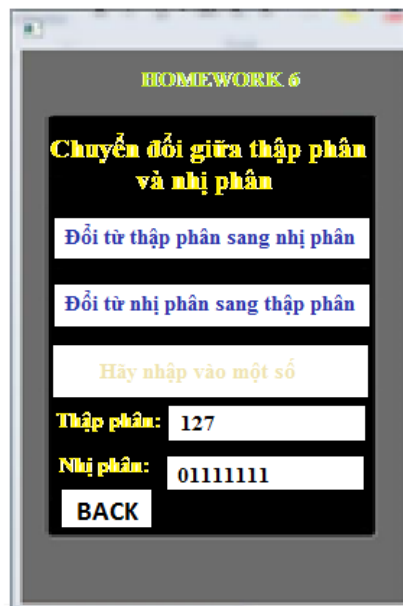 HOMEWORK 6
Chuyển đổi giữa thập phân
và nhị phân
Đổi từ thập phân sang nhị phân
Đổi từ nhị phân sang thập phân
Hãy nhập vào một số
Thập phân: 127
Nhị phân: 01111111
BACK